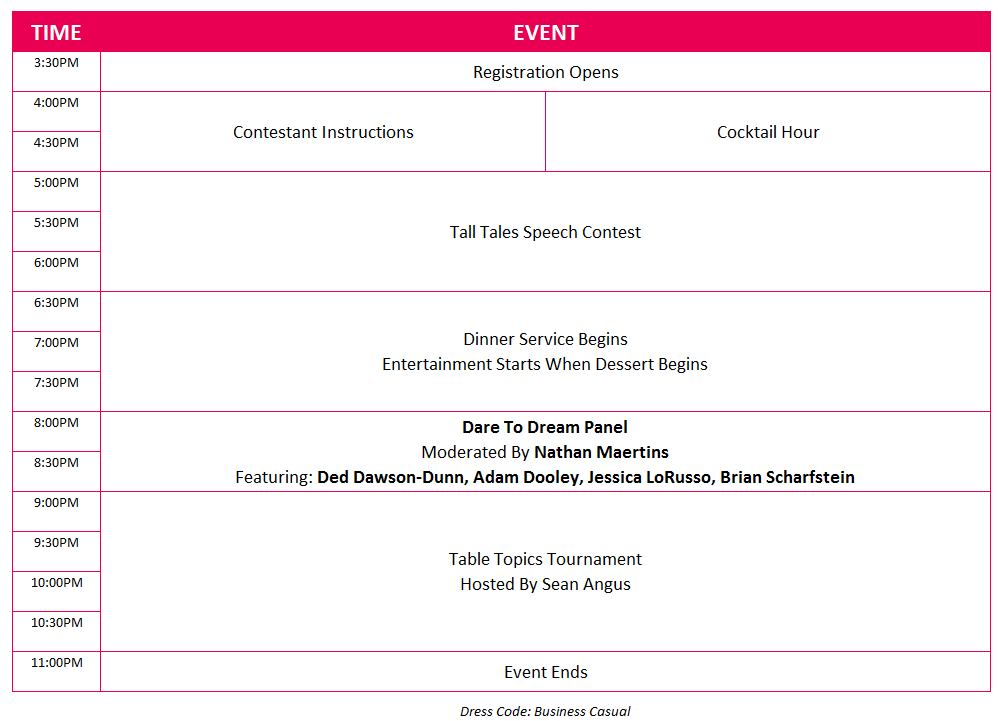 TIME EVENT
3:30PM Registration Opens
4:00PM
Contestant Instructions Cocktail Hour
4:30PM
5:00PM
5:30PM
Tall Tales Speech Contest
6:00PM
6:30PM
Dinner Service Begins
7:00PM
Entertainment Starts When Dessert Begins
7:30PM
8:00PM
Dare To Dream Panel
Moderated By Nathan Maertins
8:30PM
Featuring: Ded Dawson-Dunn, Adam Dooley, Jessica LoRusso, Brian Scharfstein
9:00PM
9:30PM
Table Topics Tournament
10:00PM
Hosted By Sean Angus
10:30PM
11:00PM
Event Ends
Dress Code: Business Casual